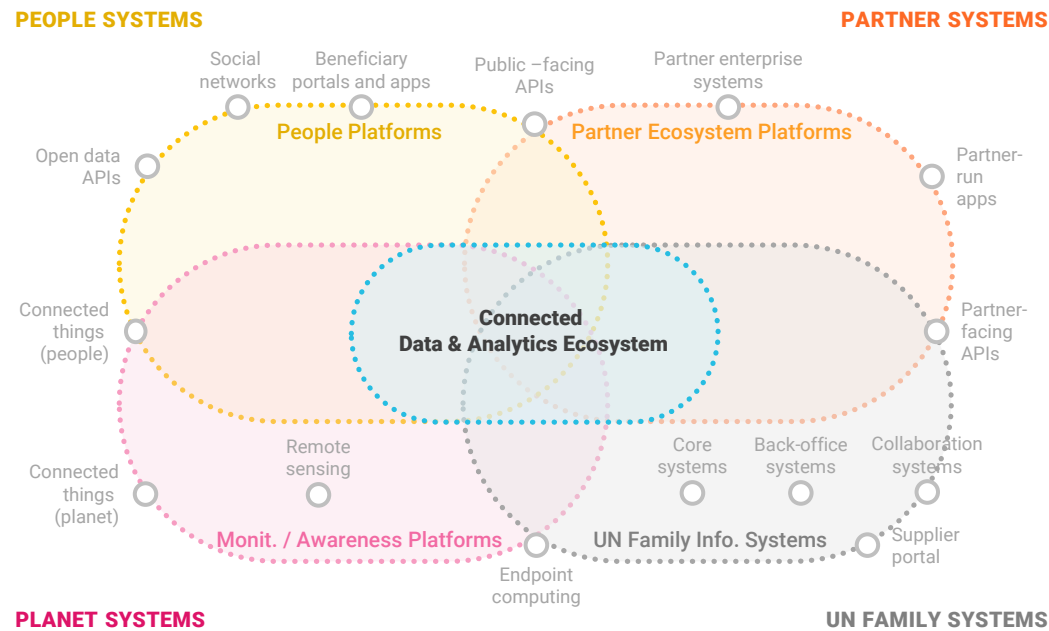 PEOPLE SYSTEMS
PARTNER SYSTEMS
Social
networks
Beneficiary
portals and apps
Public –facing
APIs
Partner enterprise
systems
People Platforms
Partner Ecosystem Platforms
Open data
APIs
Partner-
run
apps
Connected
things
(people)
Connected
Data & Analytics Ecosystem
Partner-
facing
APIs
Remote
sensing
Core
systems
Back-office
systems
Collaboration
systems
Connected
things
(planet)
Monit. / Awareness Platforms
UN Family Info. Systems
Supplier
portal
Endpoint
computing
PLANET SYSTEMS
UN FAMILY SYSTEMS